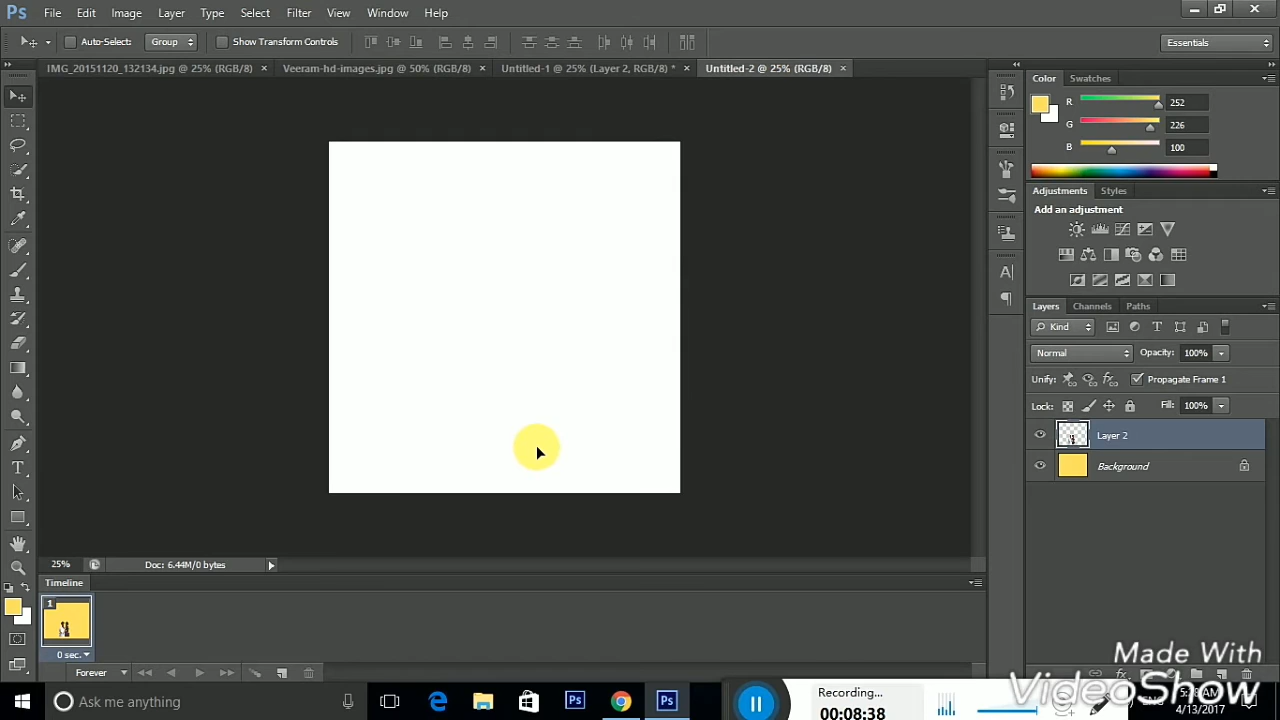 Ps File Edit Image Layer Type Select Filter View Window Help
Auto-Select: Group Show Transform Controls Essentials
IMG_20151120_132134.jpg @ 25% (RGB/8) × Veeram-hd-images.jpg @ 50% (RGB/8) × Untitled-1 @ 25% (Layer 2, RGB/8) * × Untitled-2 @ 25% (RGB/8) ×
Color Swatches
R 252
G 226
B 100
Adjustments Styles
Add an adjustment
Layers Channels Paths
Kind
Normal Opacity: 100%
Unify: Propagate Frame 1
Lock: Fill: 100%
Layer 2
Background
25% Doc: 6.44M/0 bytes
Timeline
1
0 sec.
Forever
Made With
VideoShow
Ask me anything
Ps Ps
Recording...
00:08:38
ENG
4/13/2017